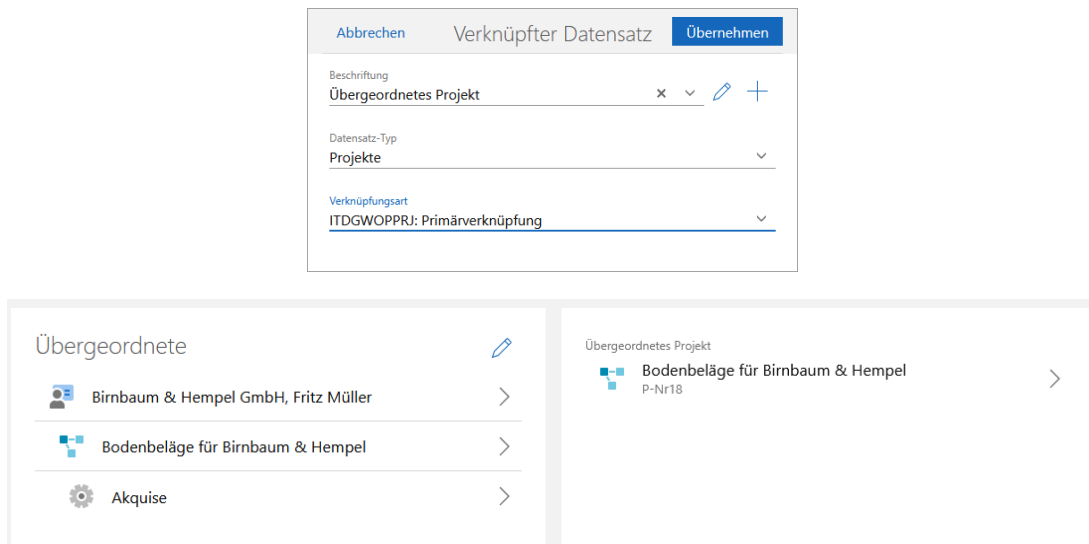 Abbrechen Verknüpfter Datensatz Übernehmen
Beschriftung
Übergeordnetes Projekt
Datensatz-Typ
Projekte
Verknüpfungsart
ITDGWOPPRJ: Primärverknüpfung
Übergeordnete
Birnbaum & Hempel GmbH, Fritz Müller
Bodenbeläge für Birnbaum & Hempel
Akquise
Übergeordnetes Projekt
Bodenbeläge für Birnbaum & Hempel
P-Nr18